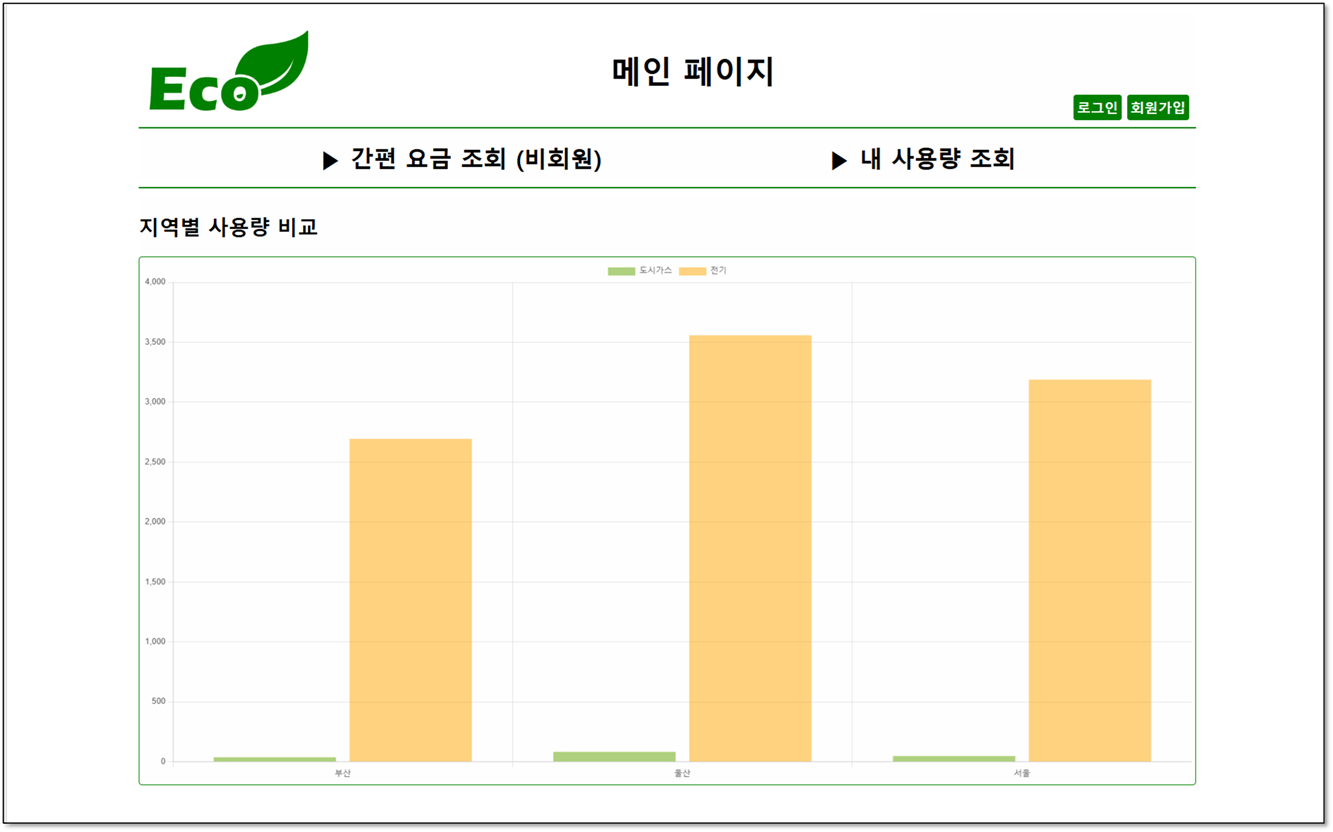 Eco
메인 페이지
로그인 회원가입
▶ 간편 요금 조회 (비회원) ▶ 내 사용량 조회
지역별 사용량 비교
도시가스 전기
4,000
3,500
3,000
2,500
2,000
1,500
1,000
500
0
부산 울산 서울